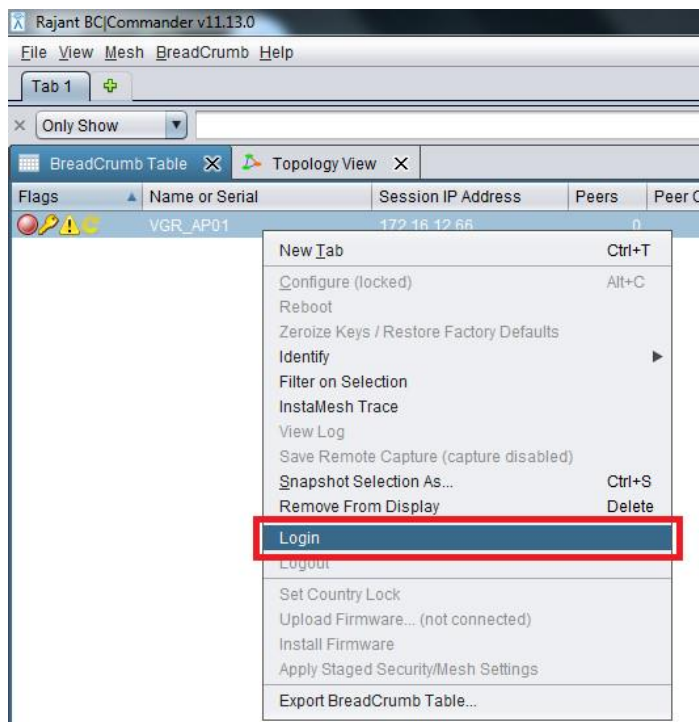 Rajant BC|Commander v11.13.0
File View Mesh BreadCrumb Help
Tab 1
Only Show
BreadCrumb Table Topology View
Flags Name or Serial Session IP Address Peers Peer C
VGR_AP01 172.16.12.66 0
New Tab Ctrl+T
Configure (locked) Alt+C
Reboot
Zeroize Keys / Restore Factory Defaults
Identify
Filter on Selection
InstaMesh Trace
View Log
Save Remote Capture (capture disabled)
Snapshot Selection As... Ctrl+S
Remove From Display Delete
Login
Logout
Set Country Lock
Upload Firmware... (not connected)
Install Firmware
Apply Staged Security/Mesh Settings
Export BreadCrumb Table...